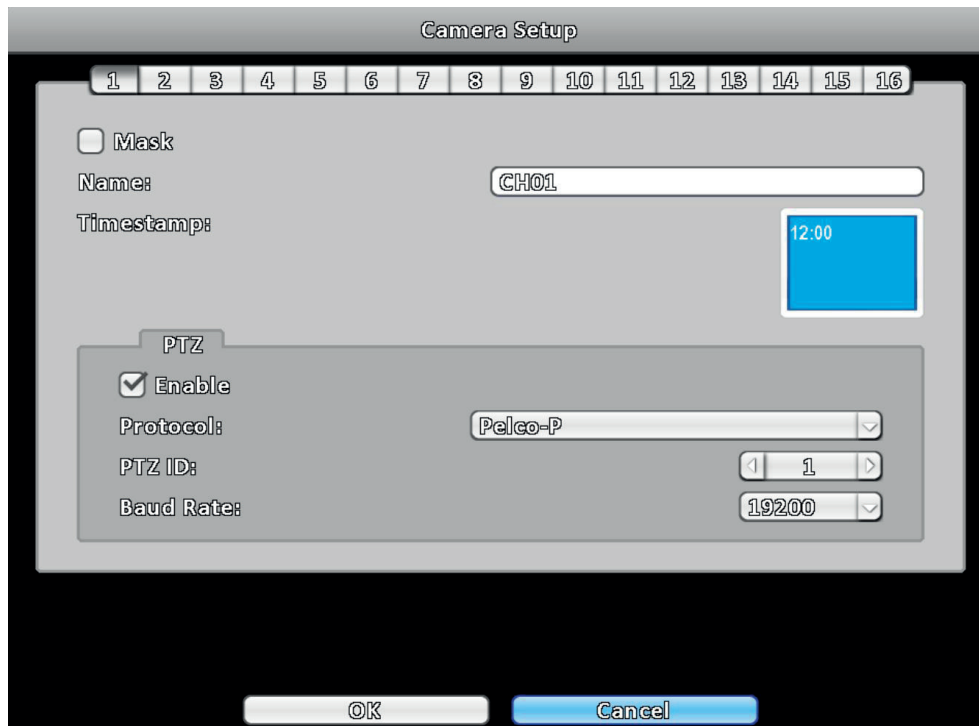 Camera Setup
1 2 3 4 5 6 7 8 9 10 11 12 13 14 15 16
Mask
Name: CH01
Timestamp:
12:00
PTZ
Enable
Protocol: Pelco-P
PTZ ID: 1
Baud Rate: 19200
OK Cancel